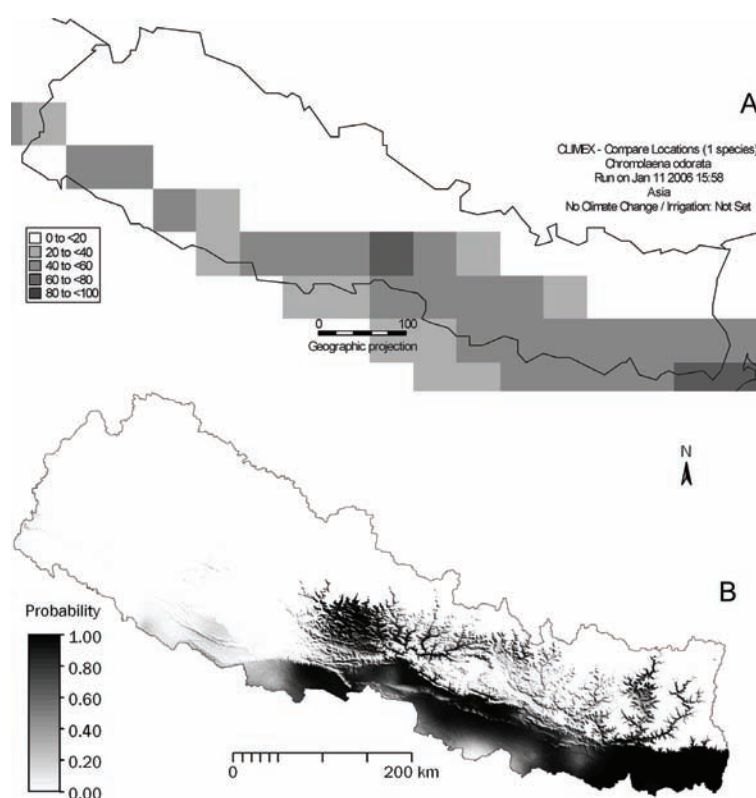 A
CLIMEX - Compare Locations (1 species)
Chromolaena odorata
Run on Jan 11 2006 15:58
Asia
No Climate Change / Irrigation: Not Set
0 to <20
20 to <40
40 to <60
60 to <80
80 to <100
0 100
Geographic projection
N
B
Probability
1.00
0.80
0.60
0.40
0.20
0.00
0 200 km